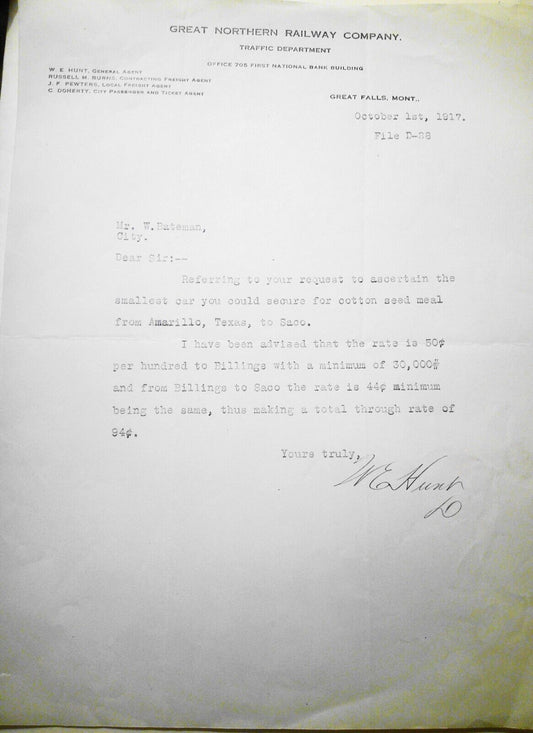 GREAT NORTHERN RAILWAY COMPANY.
TRAFFIC DEPARTMENT
OFFICE 705 FIRST NATIONAL BANK BUILDING
W. E. HUNT, GENERAL AGENT
RUSSELL M. BURNS, CONTRACTING FREIGHT AGENT
J. F. PEWTERS, LOCAL FREIGHT AGENT
C. DOHERTY, CITY PASSENGER AND TICKET AGENT
GREAT FALLS, MONT.,
October 1st, 1917.
File D-28
Mr. W.Bateman,
City.
Dear Sir:--
Referring to your request to ascertain the
smallest car you could secure for cotton seed meal
from Amarillo, Texas, to Saco.
I have been advised that the rate is 50¢
per hundred to Billings with a minimum of 30,000#
and from Billings to Saco the rate is 44¢ minimum
being the same, thus making a total through rate of
94¢.
Yours truly,
W E Hunt
D